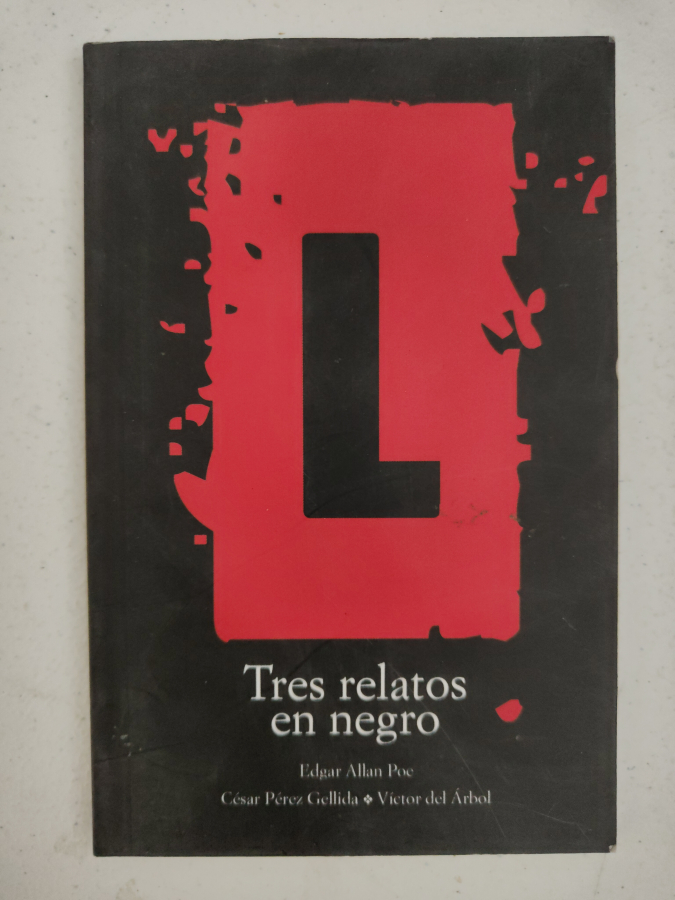 L
Tres relatos
en negro
Edgar Allan Poe
César Pérez Gellida ❖ Víctor del Árbol